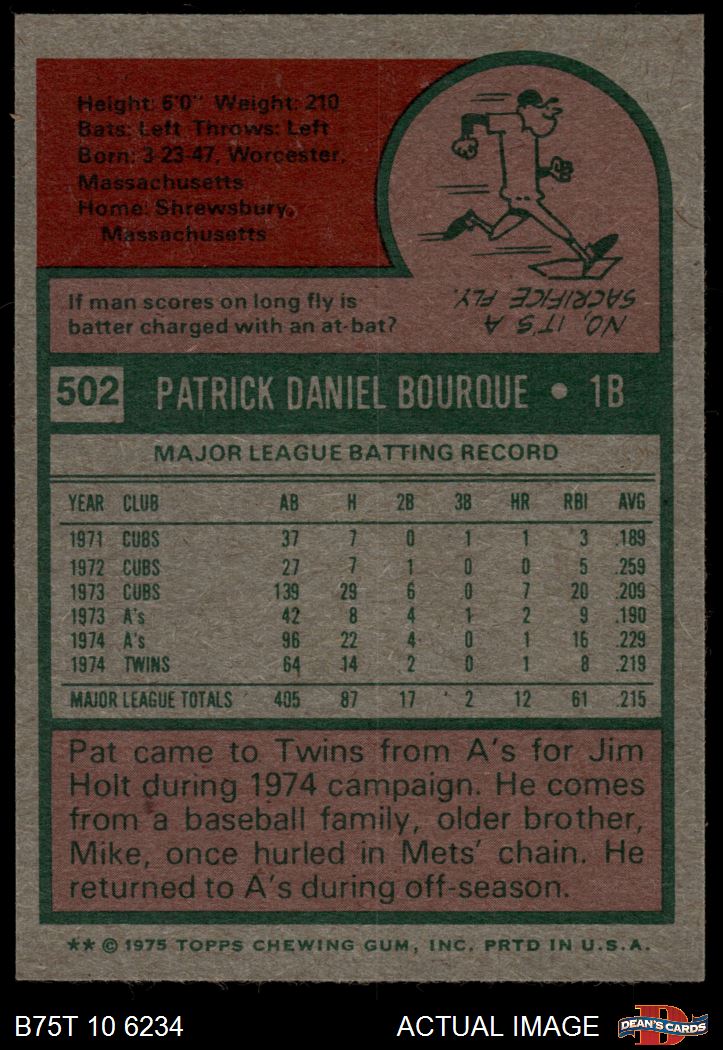 Height: 6'0" Weight: 210
Bats: Left Throws: Left
Born: 3-23-47, Worcester,
Massachusetts
Home: Shrewsbury,
Massachusetts
If man scores on long fly is
batter charged with an at-bat?
NO, IT'S A
SACRIFICE FLY.
502 PATRICK DANIEL BOURQUE • 1B
MAJOR LEAGUE BATTING RECORD
YEAR CLUB AB H 2B 3B HR RBI AVG
1971 CUBS 37 7 0 1 1 3 .189
1972 CUBS 27 7 1 0 0 5 .259
1973 CUBS 139 29 6 0 7 20 .209
1973 A's 42 8 4 1 2 9 .190
1974 A's 96 22 4 0 1 16 .229
1974 TWINS 64 14 2 0 1 8 .219
MAJOR LEAGUE TOTALS 405 87 17 2 12 61 .215
Pat came to Twins from A's for Jim
Holt during 1974 campaign. He comes
from a baseball family, older brother,
Mike, once hurled in Mets' chain. He
returned to A's during off-season.
** © 1975 TOPPS CHEWING GUM, INC. PRTD IN U.S.A.
B75T 10 6234 ACTUAL IMAGE DEAN'S CARDS